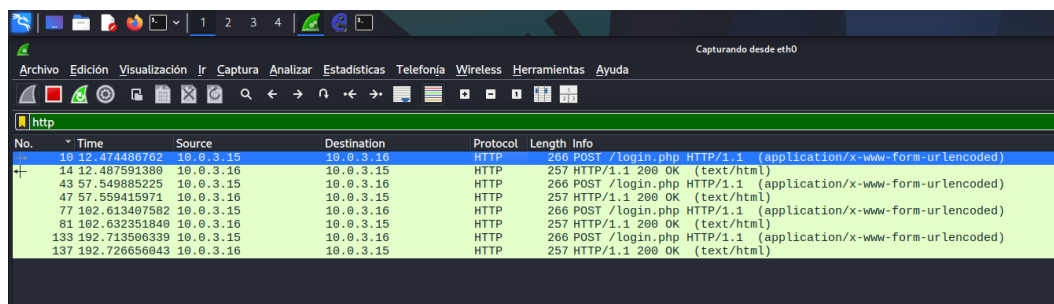 1 2 3 4
Capturando desde eth0
Archivo Edición Visualización Ir Captura Analizar Estadísticas Telefonía Wireless Herramientas Ayuda
http
No. Time Source Destination Protocol Length Info
10 12.474486762 10.0.3.15 10.0.3.16 HTTP 266 POST /login.php HTTP/1.1 (application/x-www-form-urlencoded)
14 12.487591380 10.0.3.16 10.0.3.15 HTTP 257 HTTP/1.1 200 OK (text/html)
43 57.549885225 10.0.3.15 10.0.3.16 HTTP 266 POST /login.php HTTP/1.1 (application/x-www-form-urlencoded)
47 57.559415971 10.0.3.16 10.0.3.15 HTTP 257 HTTP/1.1 200 OK (text/html)
77 102.613407582 10.0.3.15 10.0.3.16 HTTP 266 POST /login.php HTTP/1.1 (application/x-www-form-urlencoded)
81 102.632351840 10.0.3.16 10.0.3.15 HTTP 257 HTTP/1.1 200 OK (text/html)
133 192.713506339 10.0.3.15 10.0.3.16 HTTP 266 POST /login.php HTTP/1.1 (application/x-www-form-urlencoded)
137 192.726656043 10.0.3.16 10.0.3.15 HTTP 257 HTTP/1.1 200 OK (text/html)